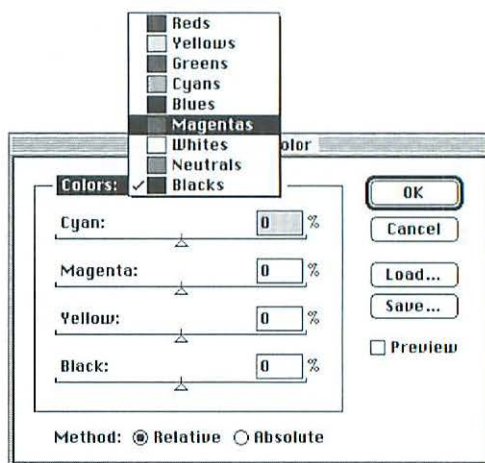 Reds
Yellows
Greens
Cyans
Blues
Magentas
Whites
Neutrals
✓ Blacks
olor
Colors:
Cyan: 0 %
Magenta: 0 %
Yellow: 0 %
Black: 0 %
Method: Relative Absolute
OK
Cancel
Load...
Save...
Preview